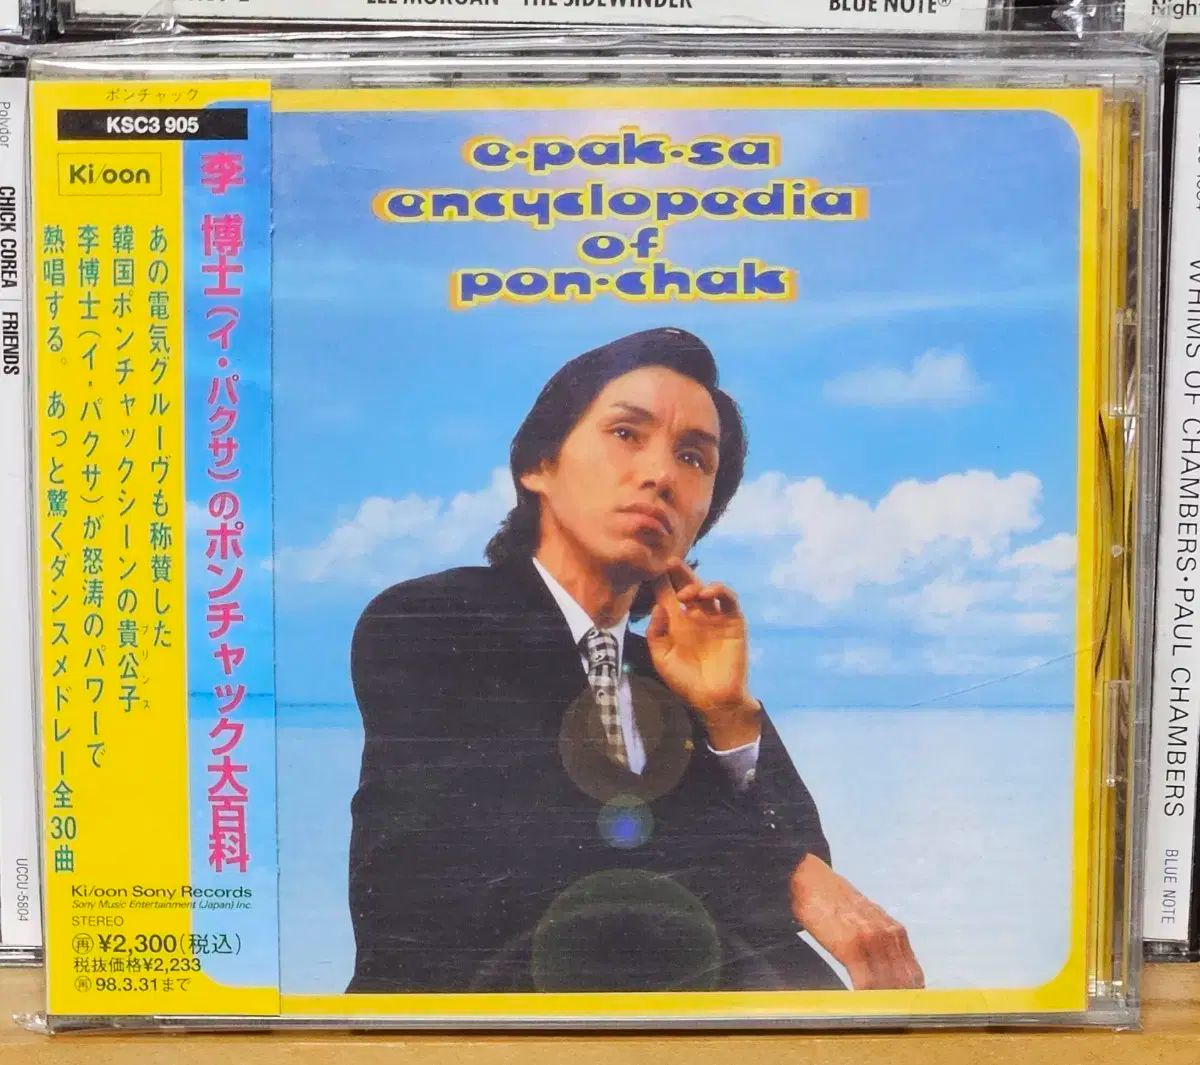 LEE MORGAN THE SIDEWINDER
BLUE NOTE®
Night
Polydor
CHICK COREA | FRIENDS
UCCU-5804
ポンチャック
KSC3 905
Ki/oon
李 博士(イ・パクサ)のポンチャック大百科
あの電気グルーヴも称賛した
韓国ポンチャックシーンの貴公子
プリンス
李博士(イ・パクサ)が怒涛のパワーで
熱唱する。あっと驚くダンスメドレー全30曲
Ki/oon Sony Records
Sony Music Entertainment (Japan) Inc.
STEREO
再 ¥2,300(税込)
税抜価格¥2,233
再 98.3.31まで
e·pak·sa
encyclopedia
of
pon·chak
WHIMS OF CHAMBERS·PAUL CHAMBERS
BLUE NOTE